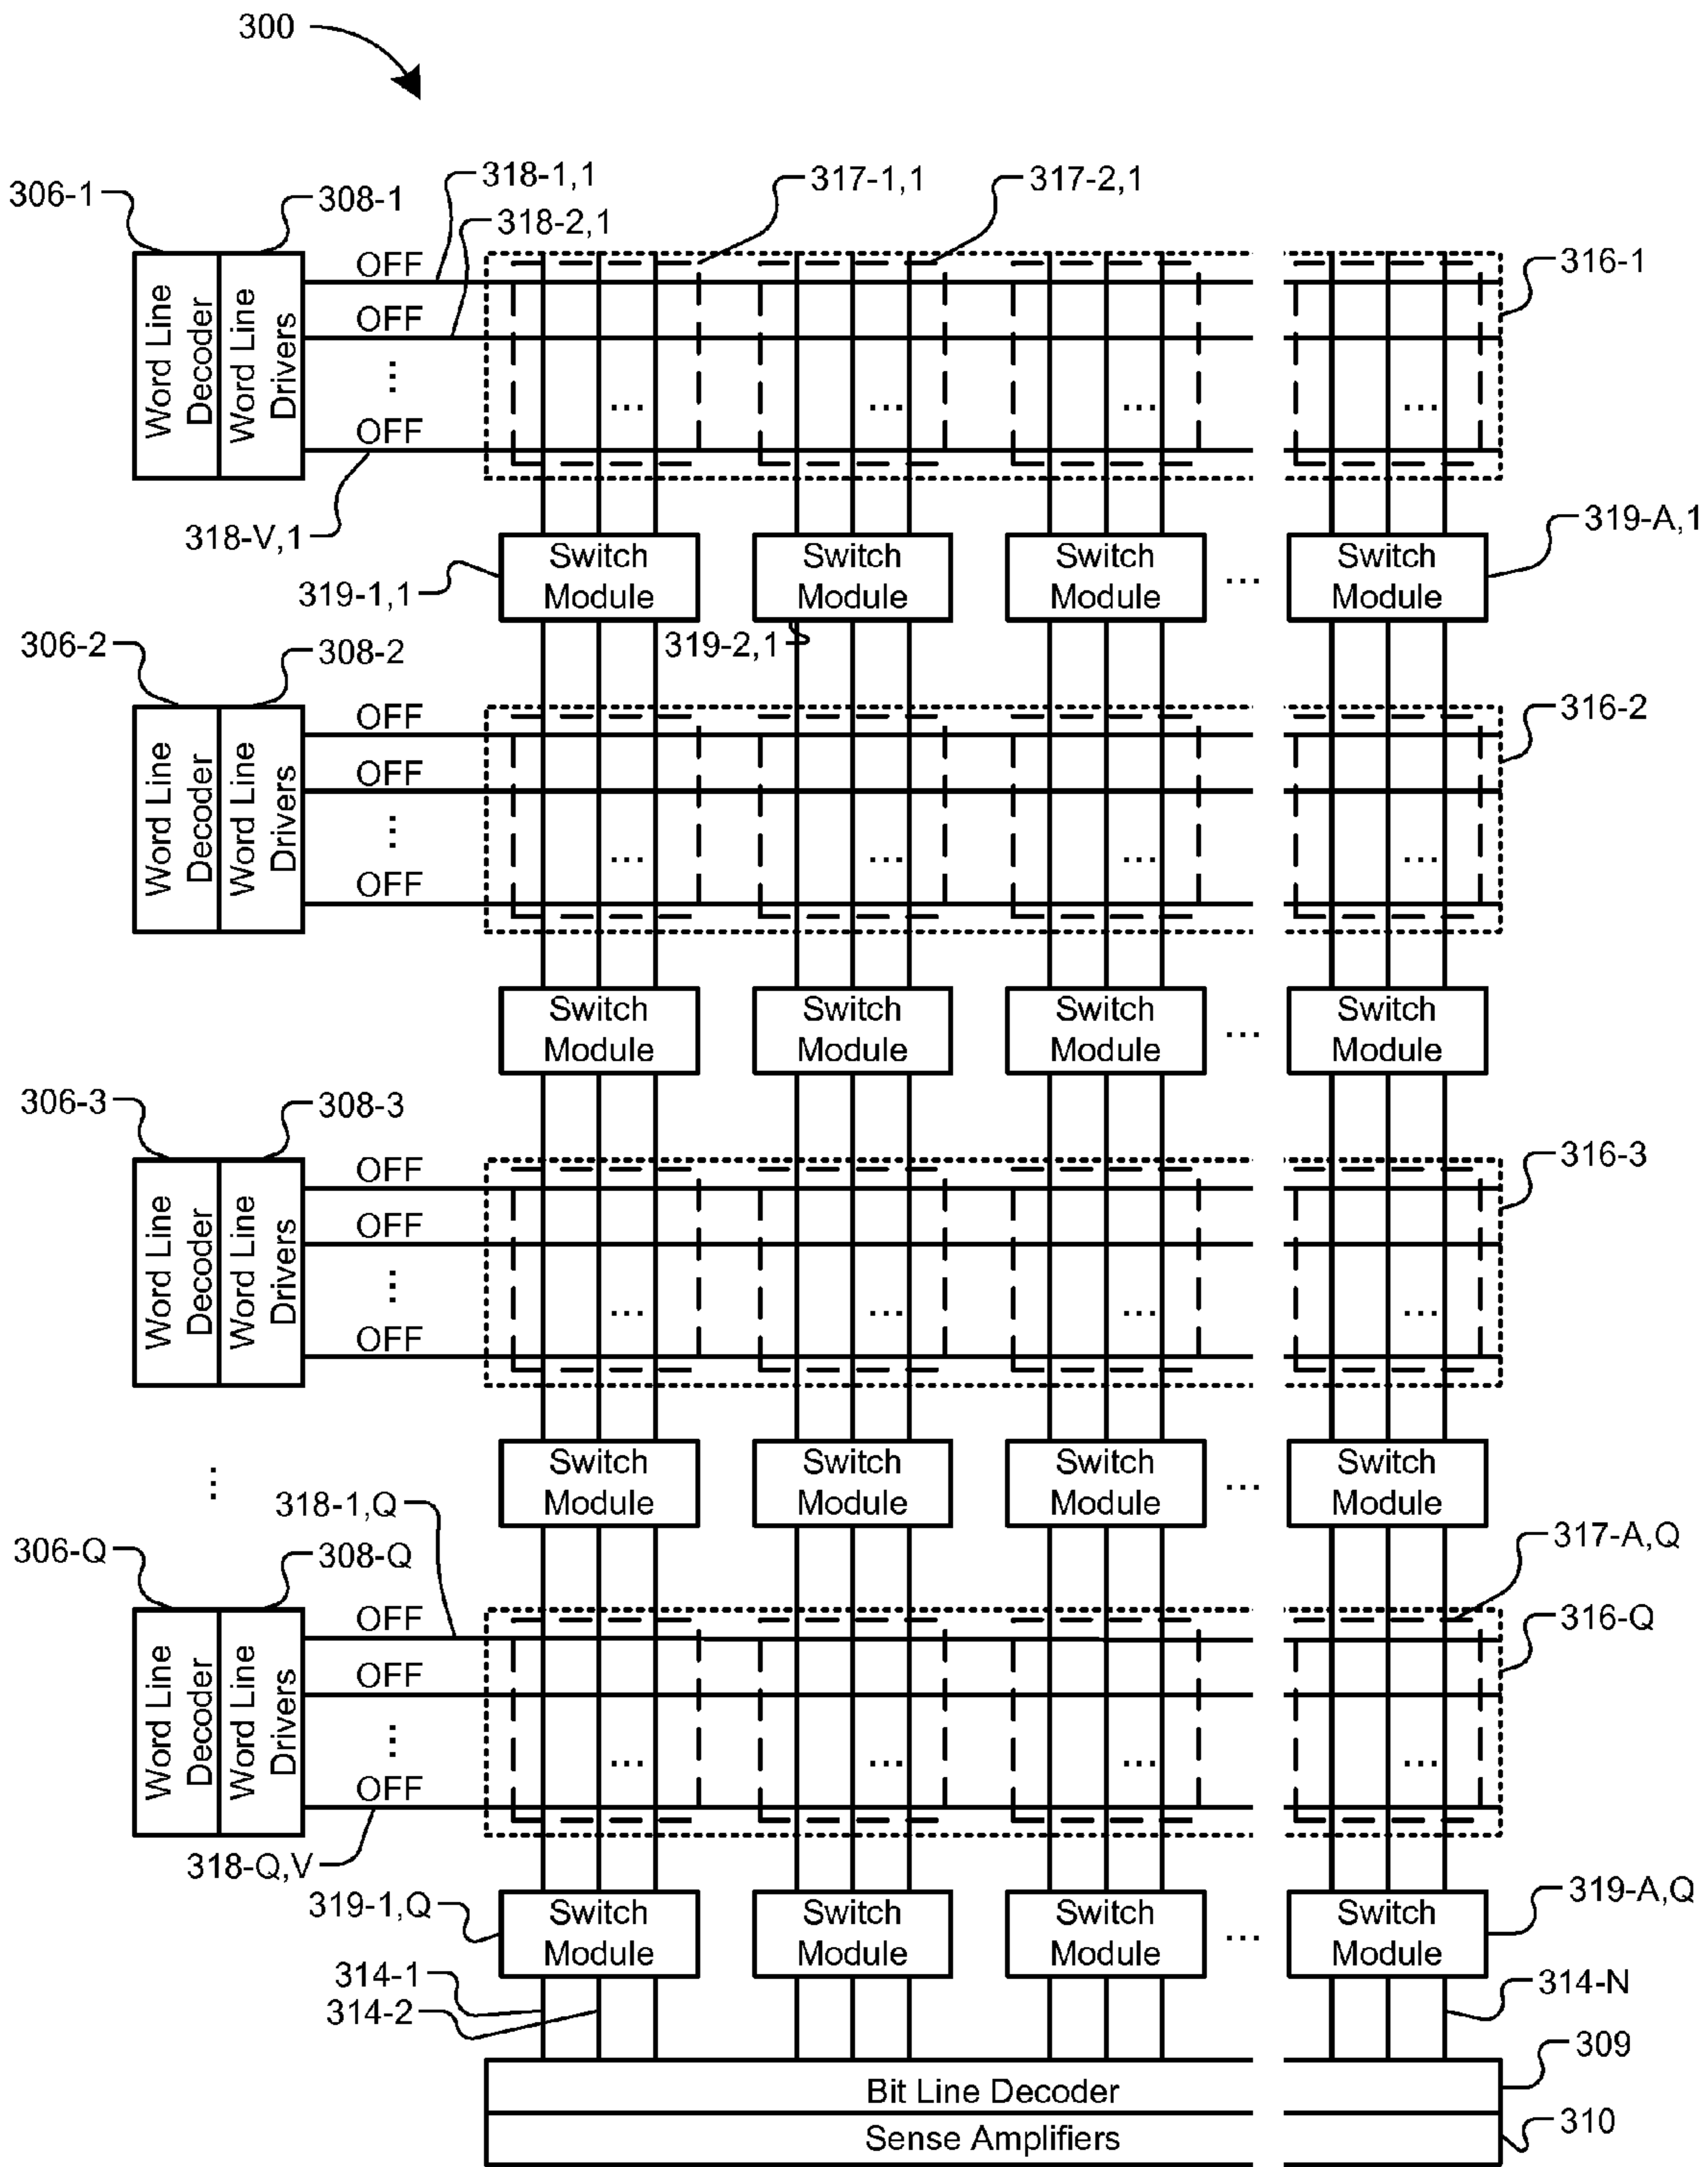 300
318-1,1
317-1,1
317-2,1
306-1
308-1
318-2,1
316-1
OFF
OFF
⋮
OFF
Word Line
Decoder
Word Line
Drivers
... ... ... ...
318-V,1
319-A,1
319-1,1
Switch
Module
Switch
Module
Switch
Module
...
Switch
Module
319-2,1
306-2
308-2
316-2
OFF
OFF
⋮
OFF
Word Line
Decoder
Word Line
Drivers
... ... ... ...
Switch
Module
Switch
Module
Switch
Module
...
Switch
Module
306-3
308-3
316-3
OFF
OFF
⋮
OFF
Word Line
Decoder
Word Line
Drivers
... ... ... ...
Switch
Module
Switch
Module
Switch
Module
...
Switch
Module
⋮
318-1,Q
317-A,Q
306-Q
308-Q
316-Q
OFF
OFF
⋮
OFF
Word Line
Decoder
Word Line
Drivers
... ... ... ...
318-Q,V
319-1,Q
319-A,Q
Switch
Module
Switch
Module
Switch
Module
...
Switch
Module
314-1
314-2
314-N
309
Bit Line Decoder
310
Sense Amplifiers